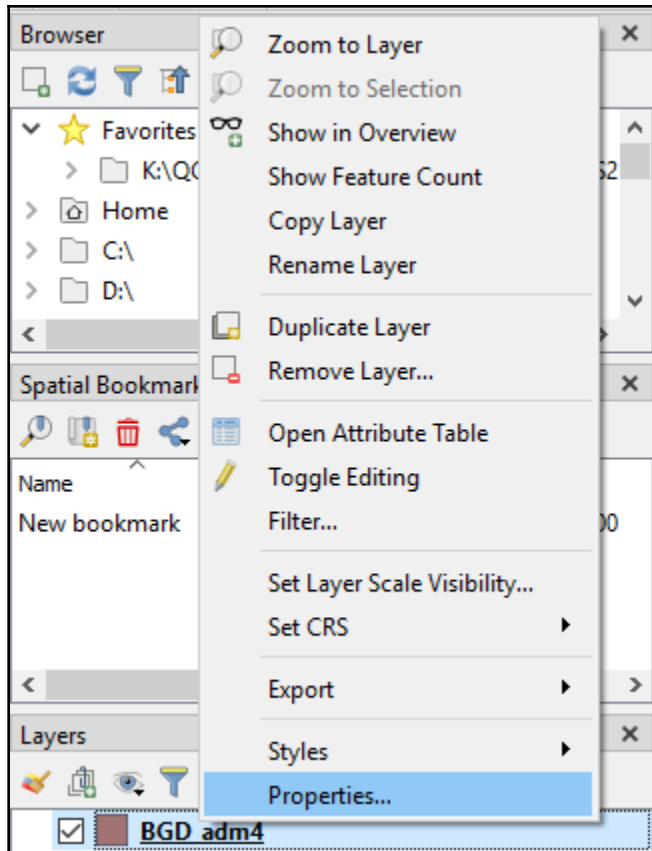 Browser
Favorites
K:\QG
S2
Home
C:\
D:\
Spatial Bookmark
Name
New bookmark
00
Layers
BGD_adm4
Zoom to Layer
Zoom to Selection
Show in Overview
Show Feature Count
Copy Layer
Rename Layer
Duplicate Layer
Remove Layer...
Open Attribute Table
Toggle Editing
Filter...
Set Layer Scale Visibility...
Set CRS
Export
Styles
Properties...